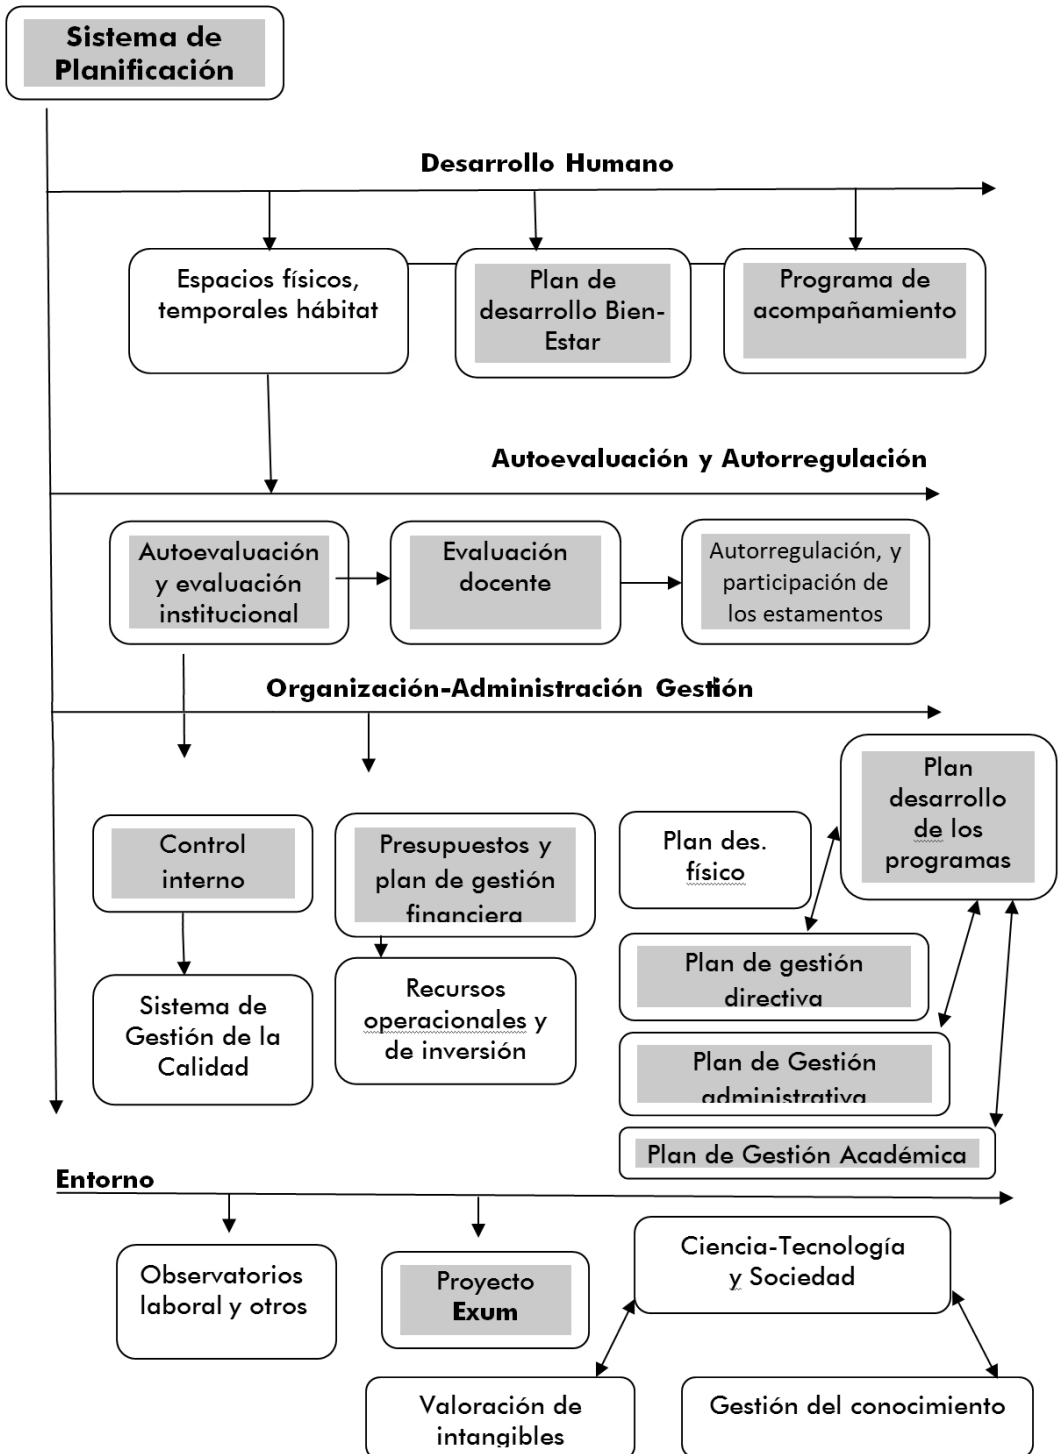 Sistema de
Planificación
Desarrollo Humano
Espacios físicos,
temporales hábitat
Plan de
desarrollo Bien-
Estar
Programa de
acompañamiento
Autoevaluación y Autorregulación
Autoevaluación
y evaluación
institucional
Evaluación
docente
Autorregulación, y
participación de
los estamentos
Organización-Administración Gestión
Plan
desarrollo
de los
programas
Control
interno
Presupuestos y
plan de gestión
financiera
Plan des.
físico
Plan de gestión
directiva
Sistema de
Gestión de la
Calidad
Recursos
operacionales y
de inversión
Plan de Gestión
administrativa
Plan de Gestión Académica
Entorno
Observatorios
laboral y otros
Proyecto
Exum
Ciencia-Tecnología
y Sociedad
Valoración de
intangibles
Gestión del conocimiento